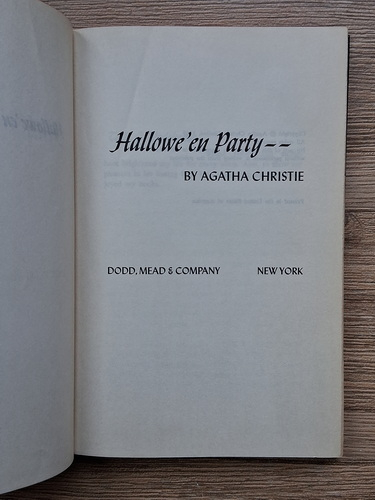 Hallowe'en Party--
BY AGATHA CHRISTIE
DODD, MEAD & COMPANY NEW YORK